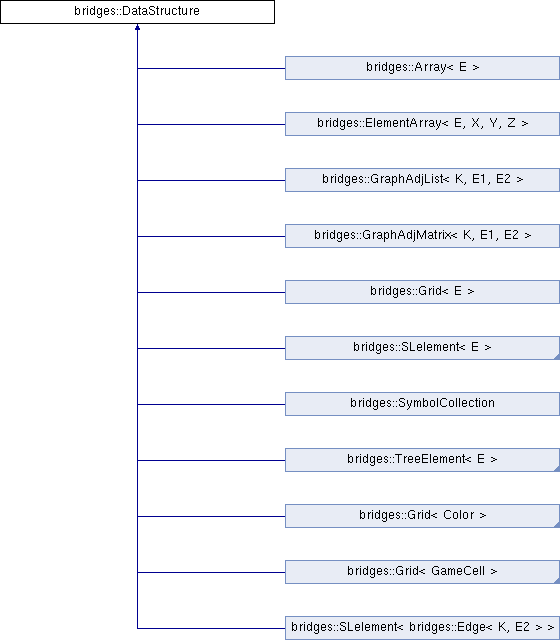 bridges::DataStructure
bridges::Array< E >
bridges::ElementArray< E, X, Y, Z >
bridges::GraphAdjList< K, E1, E2 >
bridges::GraphAdjMatrix< K, E1, E2 >
bridges::Grid< E >
bridges::SLelement< E >
bridges::SymbolCollection
bridges::TreeElement< E >
bridges::Grid< Color >
bridges::Grid< GameCell >
bridges::SLelement< bridges::Edge< K, E2 > >